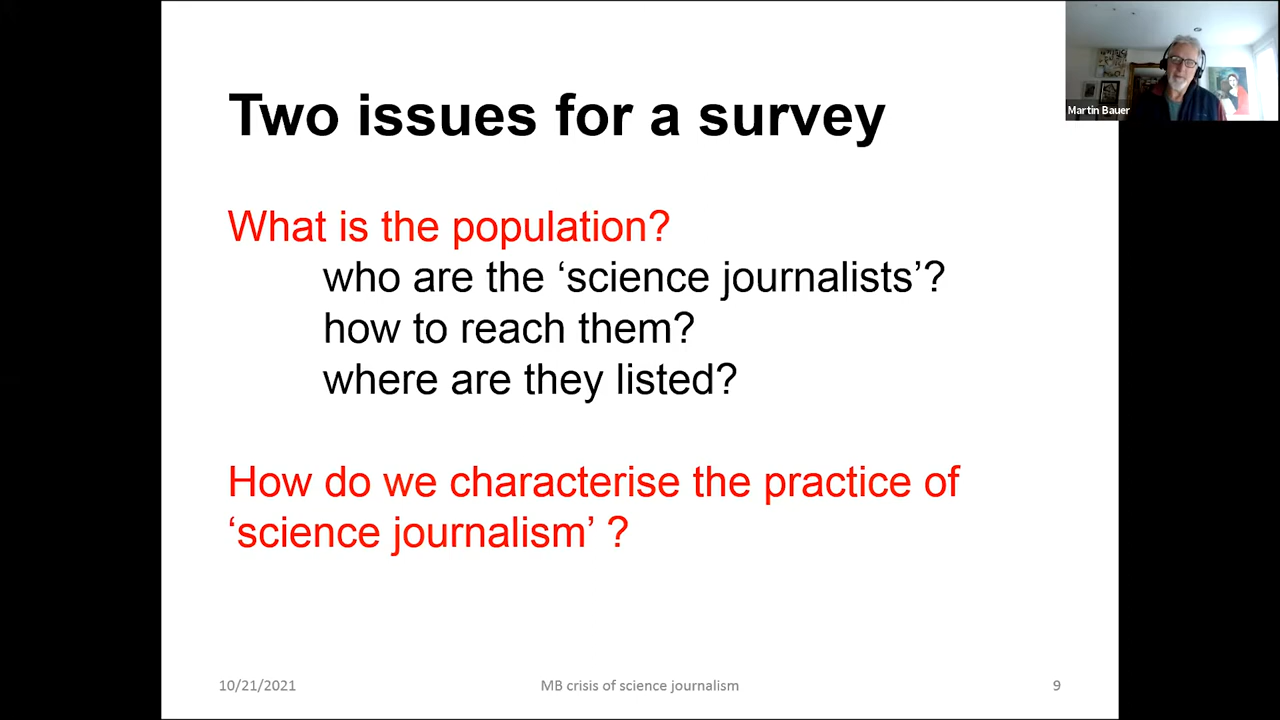 Two issues for a survey
Martin Bauer
What is the population?
who are the ‘science journalists’?
how to reach them?
where are they listed?
How do we characterise the practice of
‘science journalism’ ?
10/21/2021
MB crisis of science journalism
9